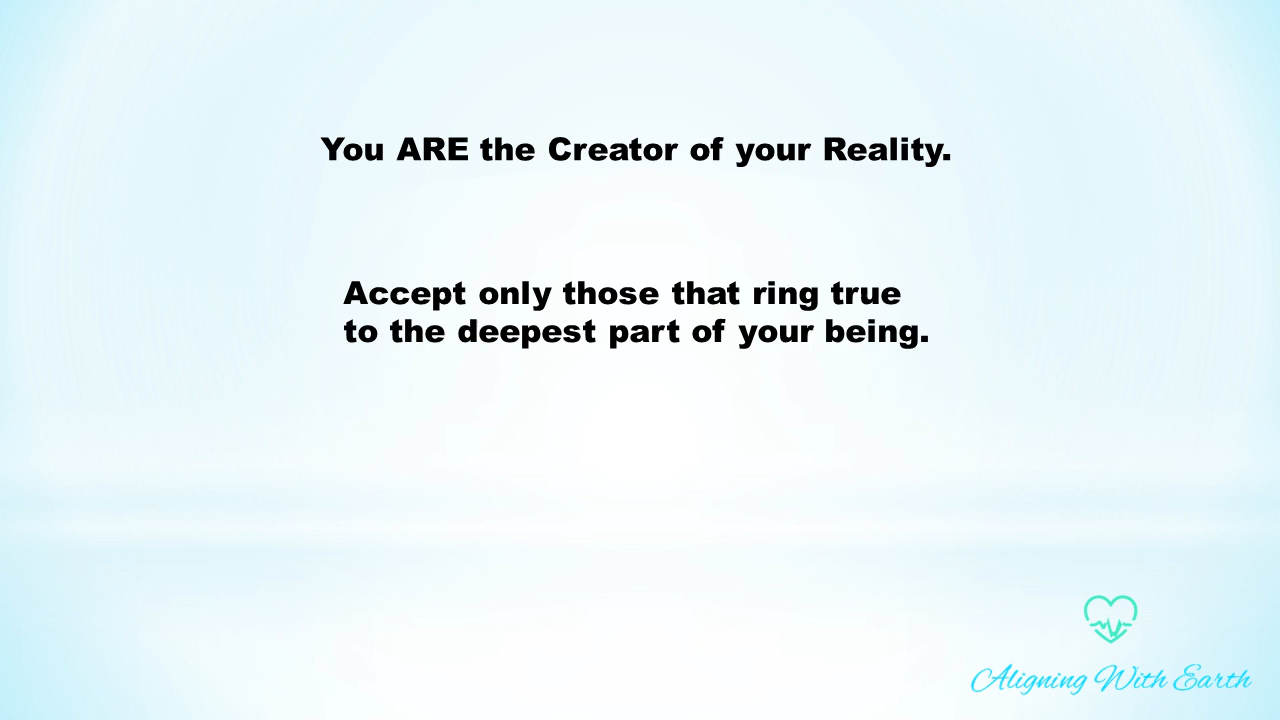 You ARE the Creator of your Reality.
Accept only those that ring true
to the deepest part of your being.
Aligning With Earth